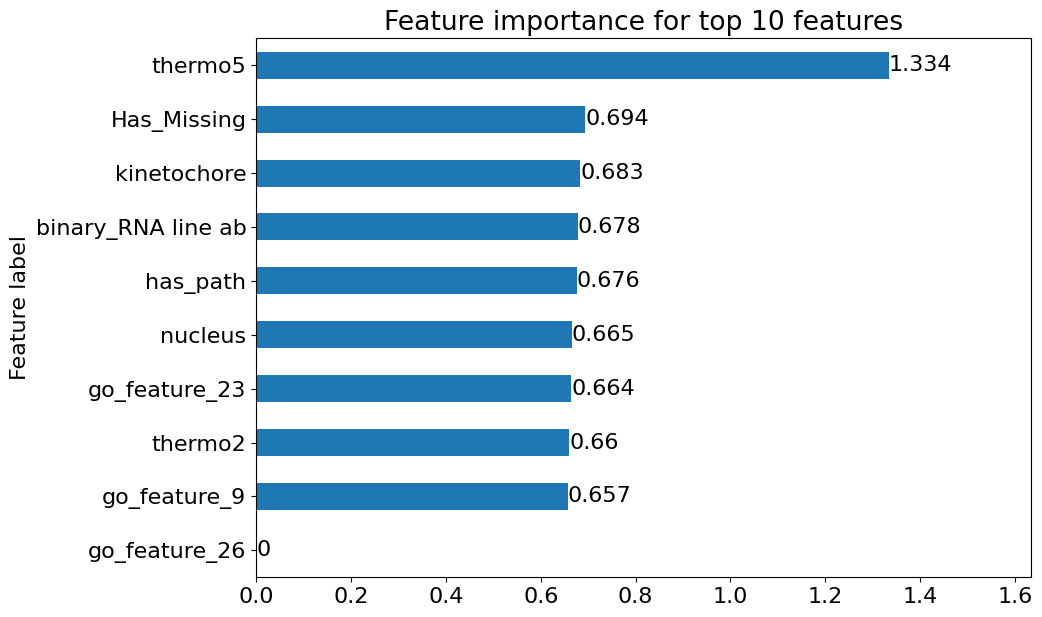 Feature importance for top 10 features
Feature label
thermo5 1.334
Has_Missing 0.694
kinetochore 0.683
binary_RNA line ab 0.678
has_path 0.676
nucleus 0.665
go_feature_23 0.664
thermo2 0.66
go_feature_9 0.657
go_feature_26 0
0.0 0.2 0.4 0.6 0.8 1.0 1.2 1.4 1.6